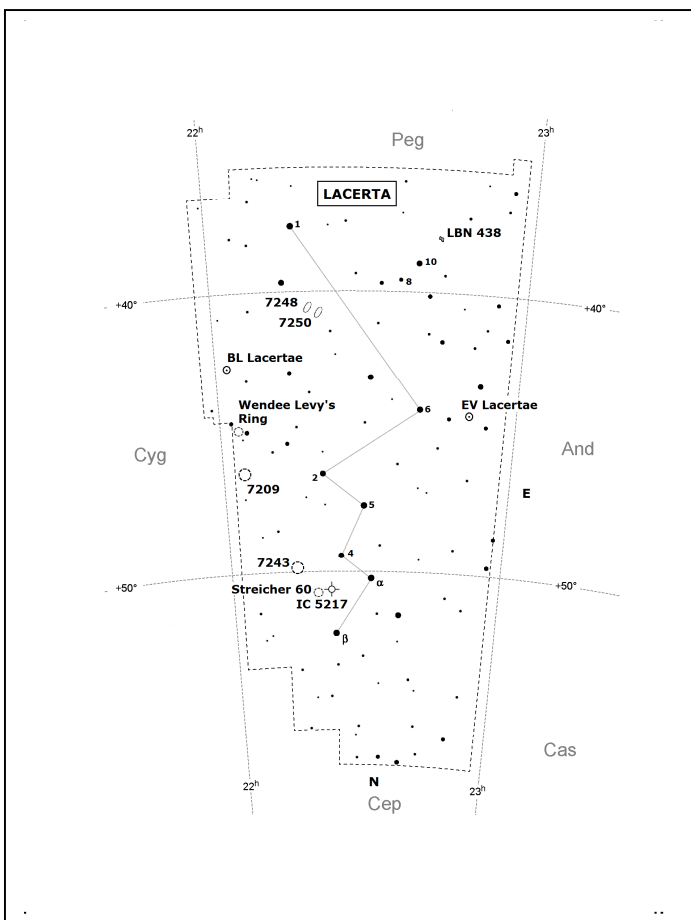 22h
23h
Peg
LACERTA
1
LBN 438
10
8
+40°
+40°
7248
7250
BL Lacertae
6
EV Lacertae
Wendee Levy's
Ring
Cyg
And
2
7209
E
5
4
7243
α
+50°
+50°
Streicher 60
IC 5217
β
Cas
22h
N
23h
Cep